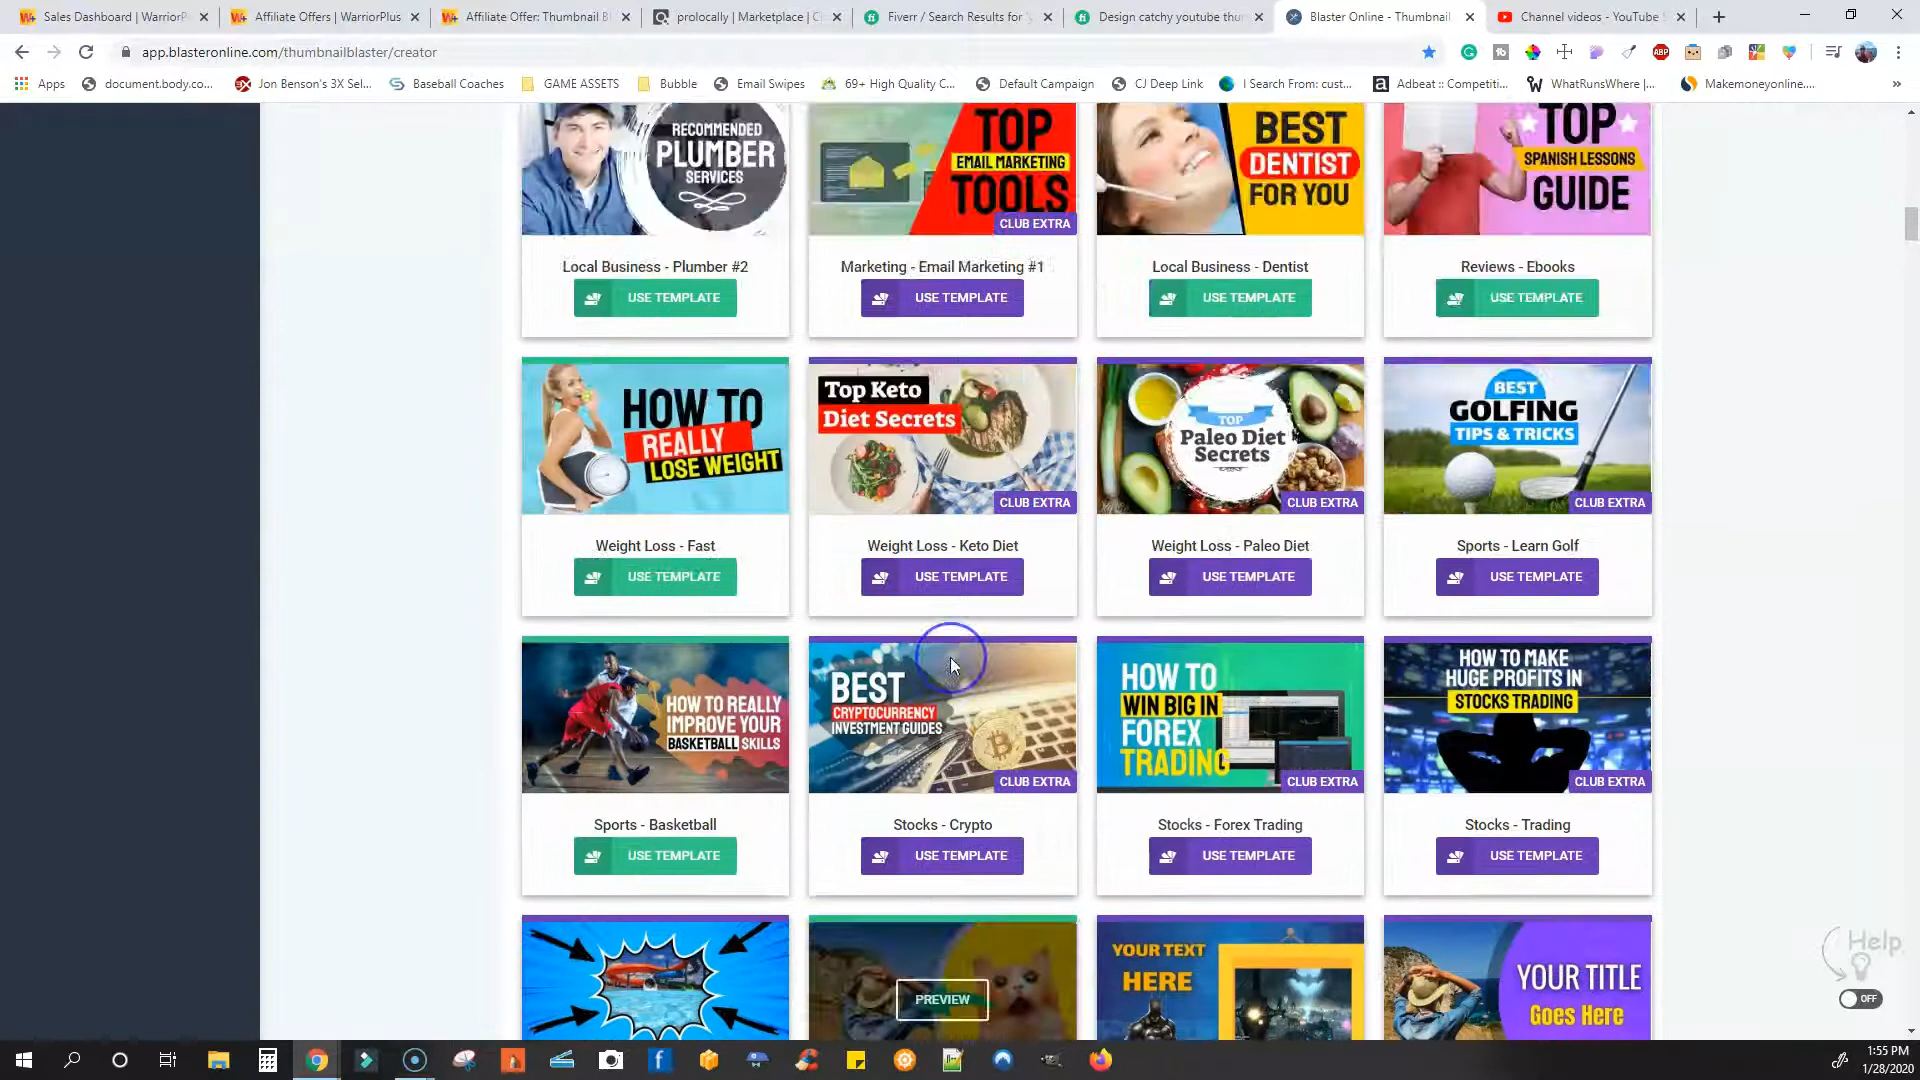 Sales Dashboard | WarriorP
Affiliate Offers | WarriorPlus
Affiliate Offer: Thumbnail B
prolocally | Marketplace | C
Fiverr / Search Results for '
Design catchy youtube thu
Blaster Online - Thumbnail
Channel videos - YouTube S
app.blasteronline.com/thumbnailblaster/creator
Apps
document.body.co...
Jon Benson's 3X Sel...
Baseball Coaches
GAME ASSETS
Bubble
Email Swipes
69+ High Quality C...
Default Campaign
CJ Deep Link
I Search From: cust...
Adbeat :: Competiti...
WhatRunsWhere |...
Makemoneyonline....
»
RECOMMENDED
PLUMBER
SERVICES
TOP
EMAIL MARKETING
TOOLS
CLUB EXTRA
BEST
DENTIST
FOR YOU
TOP
SPANISH LESSONS
GUIDE
Local Business - Plumber #2
Marketing - Email Marketing #1
Local Business - Dentist
Reviews - Ebooks
USE TEMPLATE
USE TEMPLATE
USE TEMPLATE
USE TEMPLATE
HOW TO
REALLY
LOSE WEIGHT
Top Keto
Diet Secrets
CLUB EXTRA
TOP
Paleo Diet
Secrets
CLUB EXTRA
BEST
GOLFING
TIPS & TRICKS
CLUB EXTRA
Weight Loss - Fast
Weight Loss - Keto Diet
Weight Loss - Paleo Diet
Sports - Learn Golf
USE TEMPLATE
USE TEMPLATE
USE TEMPLATE
USE TEMPLATE
HOW TO REALLY
IMPROVE YOUR
BASKETBALL SKILLS
BEST
CRYPTOCURRENCY
INVESTMENT GUIDES
CLUB EXTRA
HOW TO
WIN BIG IN
FOREX
TRADING
CLUB EXTRA
HOW TO MAKE
HUGE PROFITS IN
STOCKS TRADING
CLUB EXTRA
Sports - Basketball
Stocks - Crypto
Stocks - Forex Trading
Stocks - Trading
USE TEMPLATE
USE TEMPLATE
USE TEMPLATE
USE TEMPLATE
PREVIEW
YOUR TEXT
HERE
YOUR TITLE
Goes Here
Help
OFF
1:55 PM
1/28/2020